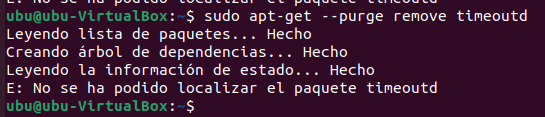 E: No se ha podido localizar el paquete timeoutd
ubu@ubu-VirtualBox:~$ sudo apt-get --purge remove timeoutd
Leyendo lista de paquetes... Hecho
Creando árbol de dependencias... Hecho
Leyendo la información de estado... Hecho
E: No se ha podido localizar el paquete timeoutd
ubu@ubu-VirtualBox:~$